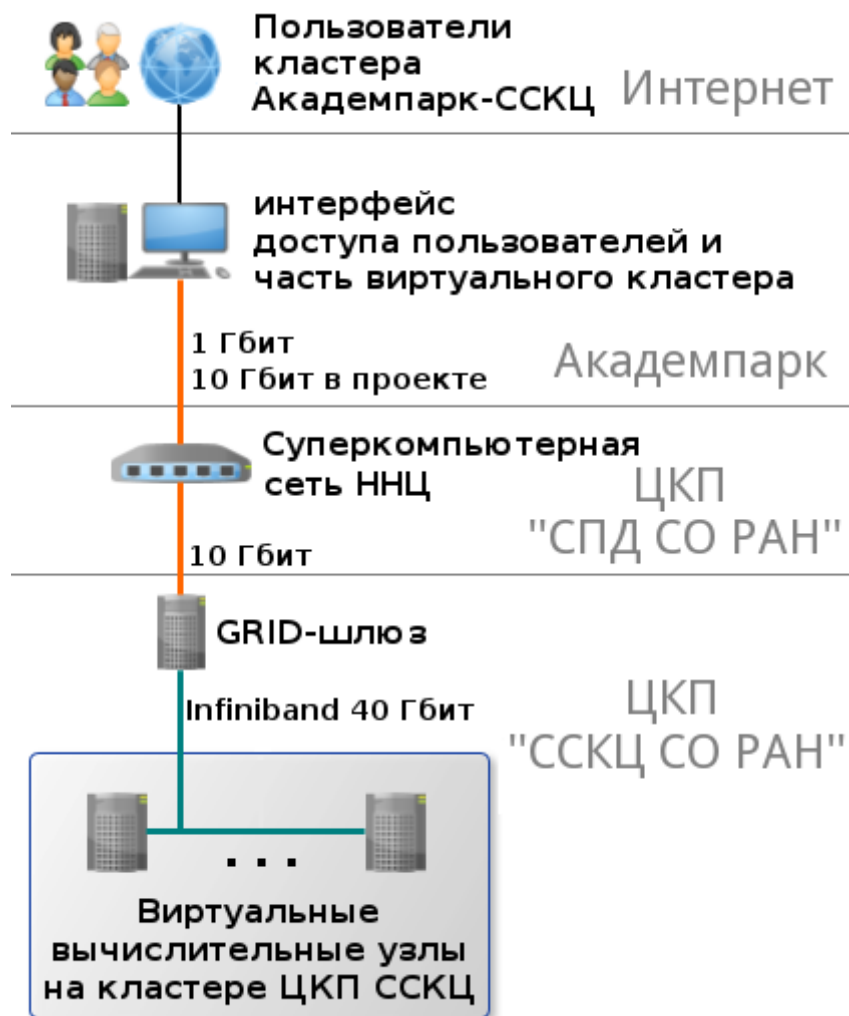 Пользователи
кластера
Академпарк-ССКЦ
Интернет
интерфейс
доступа пользователей и
часть виртуального кластера
1 Гбит
10 Гбит в проекте
Академпарк
Суперкомпьютерная
сеть ННЦ
ЦКП
"СПД СО РАН"
10 Гбит
GRID-шлюз
Infiniband 40 Гбит
ЦКП
"ССКЦ СО РАН"
...
Виртуальные
вычислительные узлы
на кластере ЦКП ССКЦ